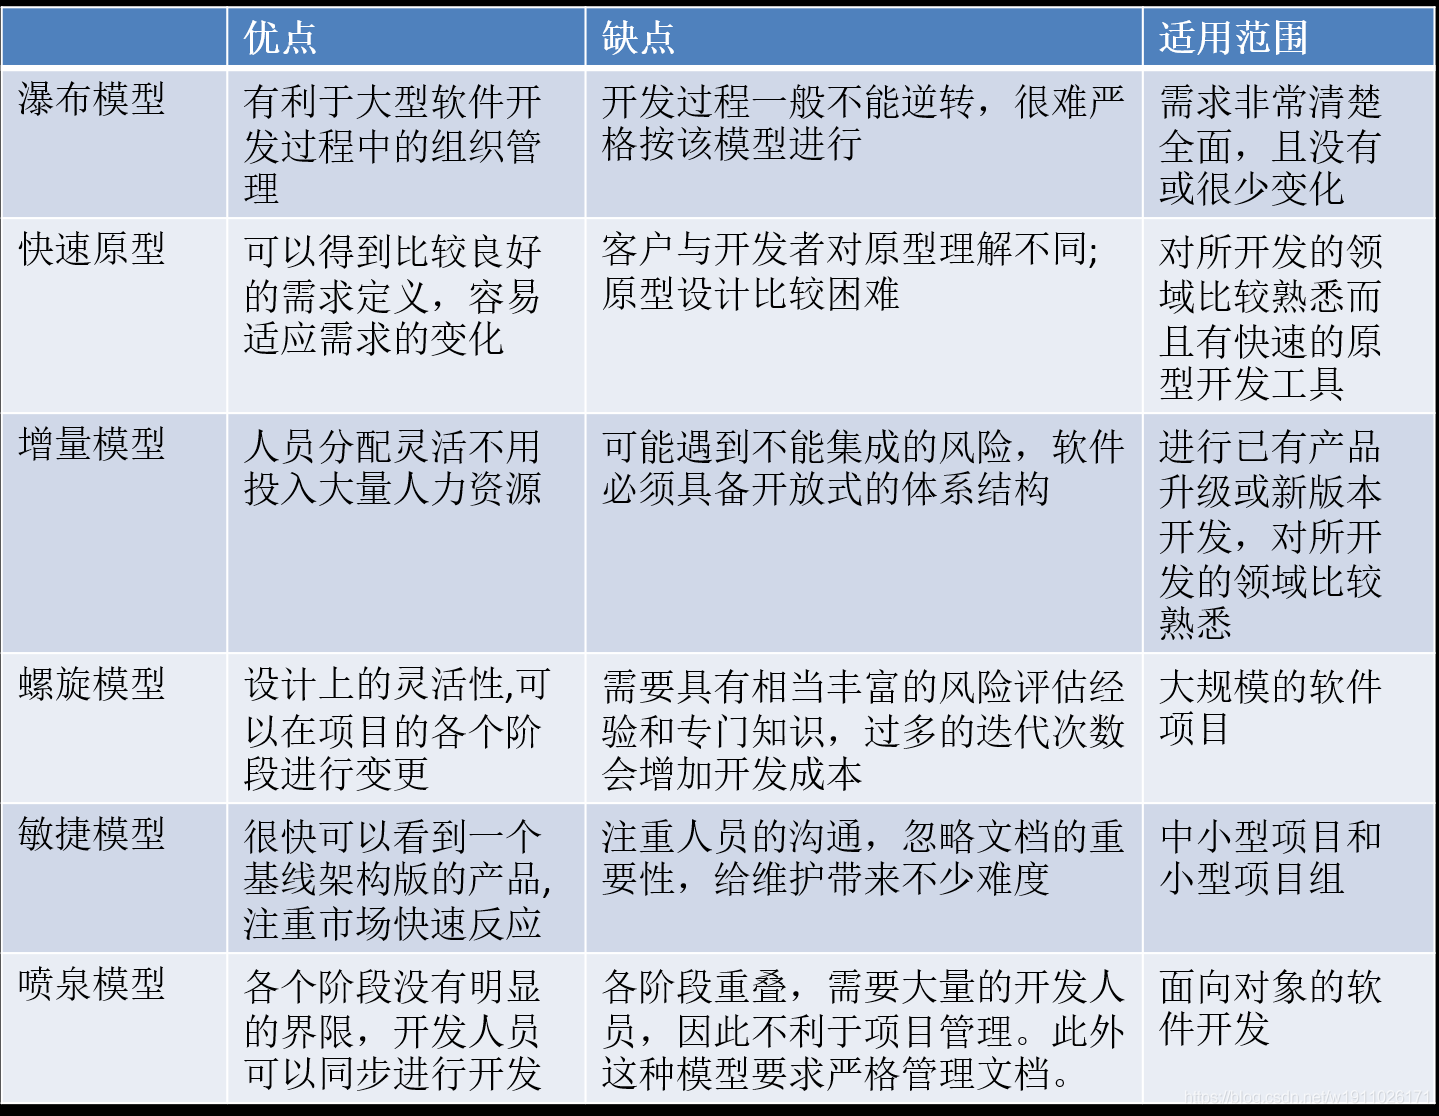 优点
缺点
适用范围
瀑布模型
有利于大型软件开
发过程中的组织管
理
开发过程一般不能逆转，很难严
格按该模型进行
需求非常清楚
全面，且没有
或很少变化
快速原型
可以得到比较良好
的需求定义，容易
适应需求的变化
客户与开发者对原型理解不同;
原型设计比较困难
对所开发的领
域比较熟悉而
且有快速的原
型开发工具
增量模型
人员分配灵活不用
投入大量人力资源
可能遇到不能集成的风险，软件
必须具备开放式的体系结构
进行已有产品
升级或新版本
开发，对所开
发的领域比较
熟悉
螺旋模型
设计上的灵活性,可
以在项目的各个阶
段进行变更
需要具有相当丰富的风险评估经
验和专门知识，过多的迭代次数
会增加开发成本
大规模的软件
项目
敏捷模型
很快可以看到一个
基线架构版的产品,
注重市场快速反应
注重人员的沟通，忽略文档的重
要性，给维护带来不少难度
中小型项目和
小型项目组
喷泉模型
各个阶段没有明显
的界限，开发人员
可以同步进行开发
各阶段重叠，需要大量的开发人
员，因此不利于项目管理。此外
这种模型要求严格管理文档。
面向对象的软
件开发
https://blog.csdn.net/w1911026171